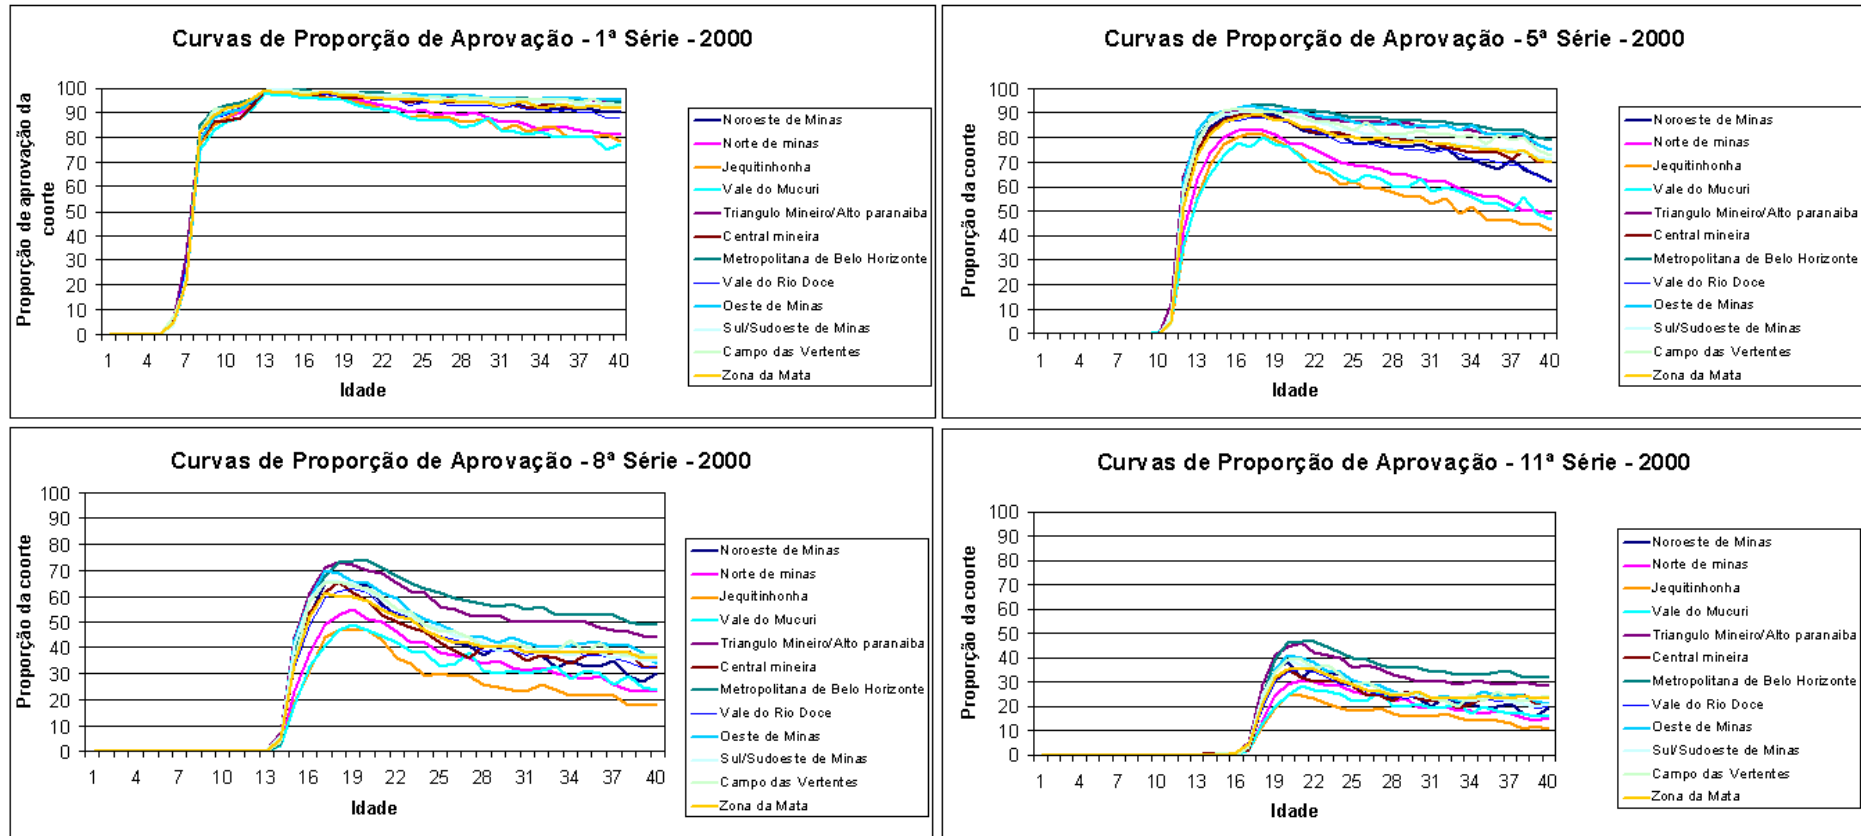 Curvas de Proporção de Aprovação - 1ª Série - 2000
Proporção de aprovação da
coorte
100
90
80
70
60
50
40
30
20
10
0
1 4 7 10 13 16 19 22 25 28 31 34 37 40
Idade
Noroeste de Minas
Norte de minas
Jequitinhonha
Vale do Mucuri
Triangulo Mineiro/Alto paranaiba
Central mineira
Metropolitana de Belo Horizonte
Vale do Rio Doce
Oeste de Minas
Sul/Sudoeste de Minas
Campo das Vertentes
Zona da Mata
Curvas de Proporção de Aprovação - 5ª Série - 2000
Proporção da coorte
100
90
80
70
60
50
40
30
20
10
0
1 4 7 10 13 16 19 22 25 28 31 34 37 40
Idade
Noroeste de Minas
Norte de minas
Jequitinhonha
Vale do Mucuri
Triangulo Mineiro/Alto paranaiba
Central mineira
Metropolitana de Belo Horizonte
Vale do Rio Doce
Oeste de Minas
Sul/Sudoeste de Minas
Campo das Vertentes
Zona da Mata
Curvas de Proporção de Aprovação - 8ª Série - 2000
Proporção da coorte
100
90
80
70
60
50
40
30
20
10
0
1 4 7 10 13 16 19 22 25 28 31 34 37 40
Idade
Noroeste de Minas
Norte de minas
Jequitinhonha
Vale do Mucuri
Triangulo Mineiro/Alto paranaiba
Central mineira
Metropolitana de Belo Horizonte
Vale do Rio Doce
Oeste de Minas
Sul/Sudoeste de Minas
Campo das Vertentes
Zona da Mata
Curvas de Proporção de Aprovação - 11ª Série - 2000
Proporção da coorte
100
90
80
70
60
50
40
30
20
10
0
1 4 7 10 13 16 19 22 25 28 31 34 37 40
Idade
Noroeste de Minas
Norte de minas
Jequitinhonha
Vale do Mucuri
Triangulo Mineiro/Alto paranaiba
Central mineira
Metropolitana de Belo Horizonte
Vale do Rio Doce
Oeste de Minas
Sul/Sudoeste de Minas
Campo das Vertentes
Zona da Mata